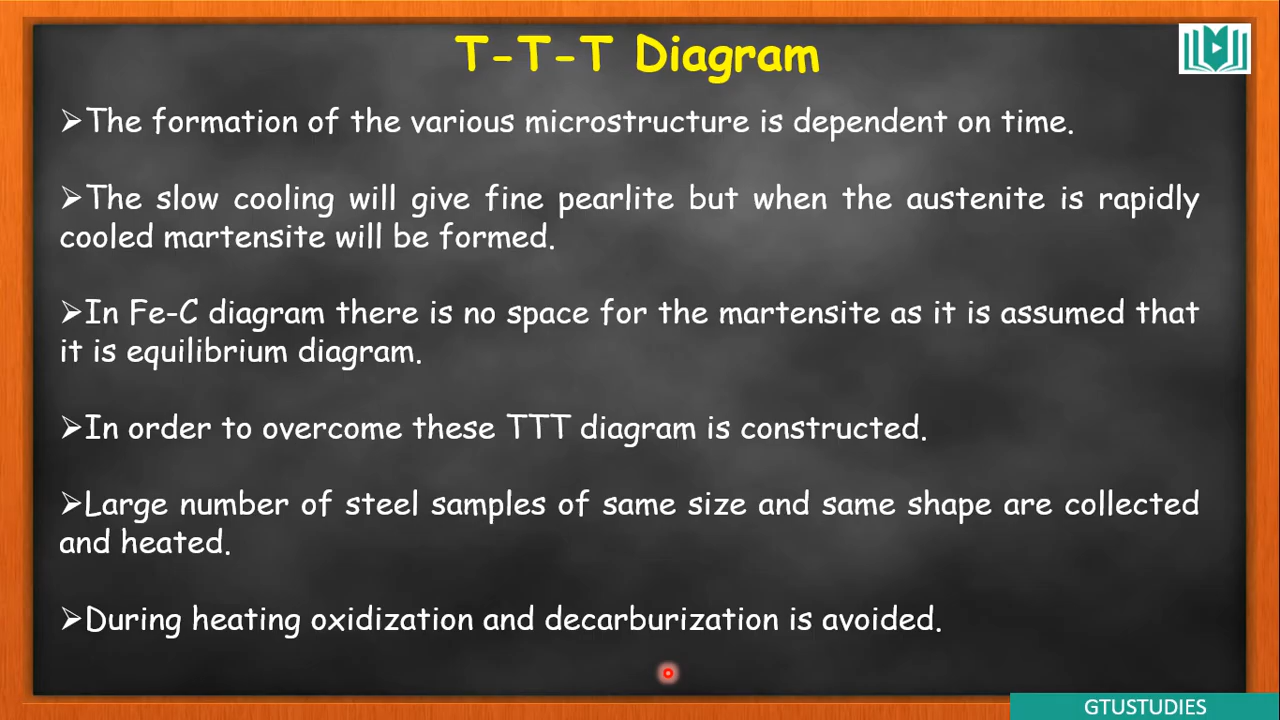 T-T-T Diagram
➢The formation of the various microstructure is dependent on time.
➢The slow cooling will give fine pearlite but when the austenite is rapidly
cooled martensite will be formed.
➢In Fe-C diagram there is no space for the martensite as it is assumed that
it is equilibrium diagram.
➢In order to overcome these TTT diagram is constructed.
➢Large number of steel samples of same size and same shape are collected
and heated.
➢During heating oxidization and decarburization is avoided.
GTUSTUDIES